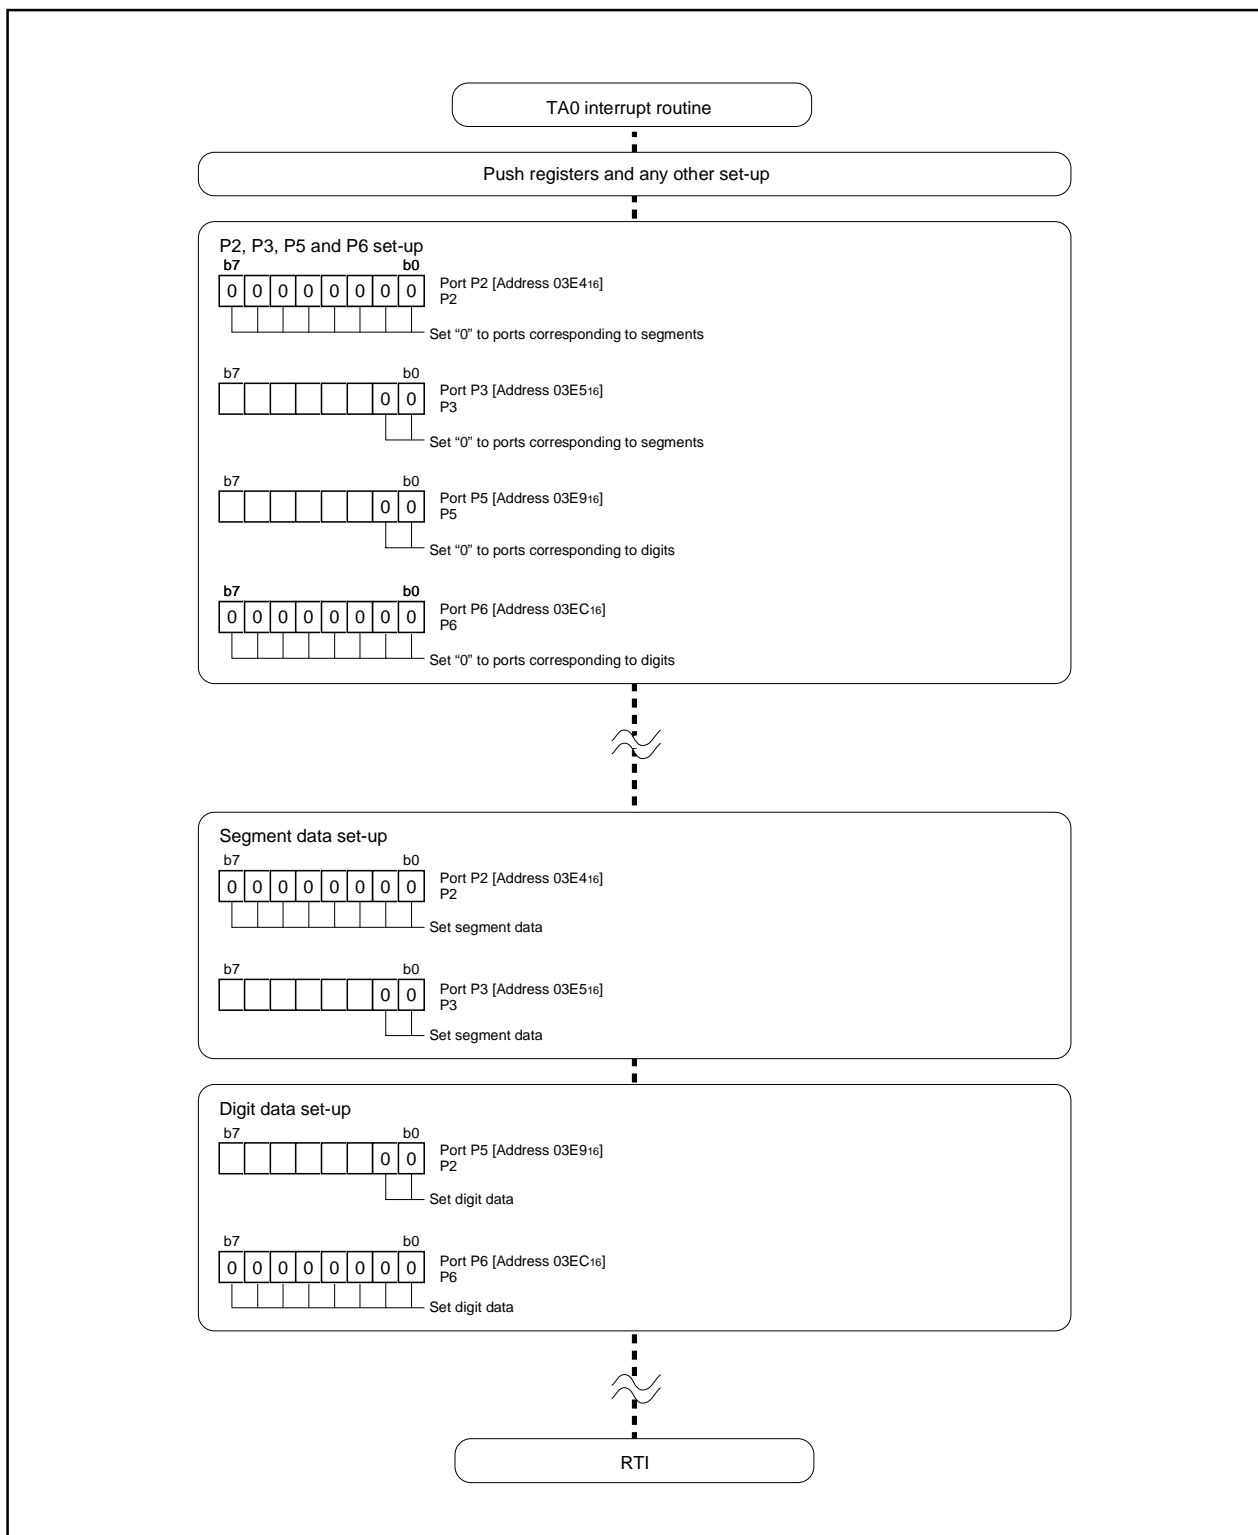 TA0 interrupt routine
Push registers and any other set-up
P2, P3, P5 and P6 set-up
b7 b0
0 0 0 0 0 0 0 0
Port P2 [Address 03E416]
P2
Set “0” to ports corresponding to segments
b7 b0
0 0
Port P3 [Address 03E516]
P3
Set “0” to ports corresponding to segments
b7 b0
0 0
Port P5 [Address 03E916]
P5
Set “0” to ports corresponding to digits
b7 b0
0 0 0 0 0 0 0 0
Port P6 [Address 03EC16]
P6
Set “0” to ports corresponding to digits
Segment data set-up
b7 b0
0 0 0 0 0 0 0 0
Port P2 [Address 03E416]
P2
Set segment data
b7 b0
0 0
Port P3 [Address 03E516]
P3
Set segment data
Digit data set-up
b7 b0
0 0
Port P5 [Address 03E916]
P2
Set digit data
b7 b0
0 0 0 0 0 0 0 0
Port P6 [Address 03EC16]
P6
Set digit data
RTI